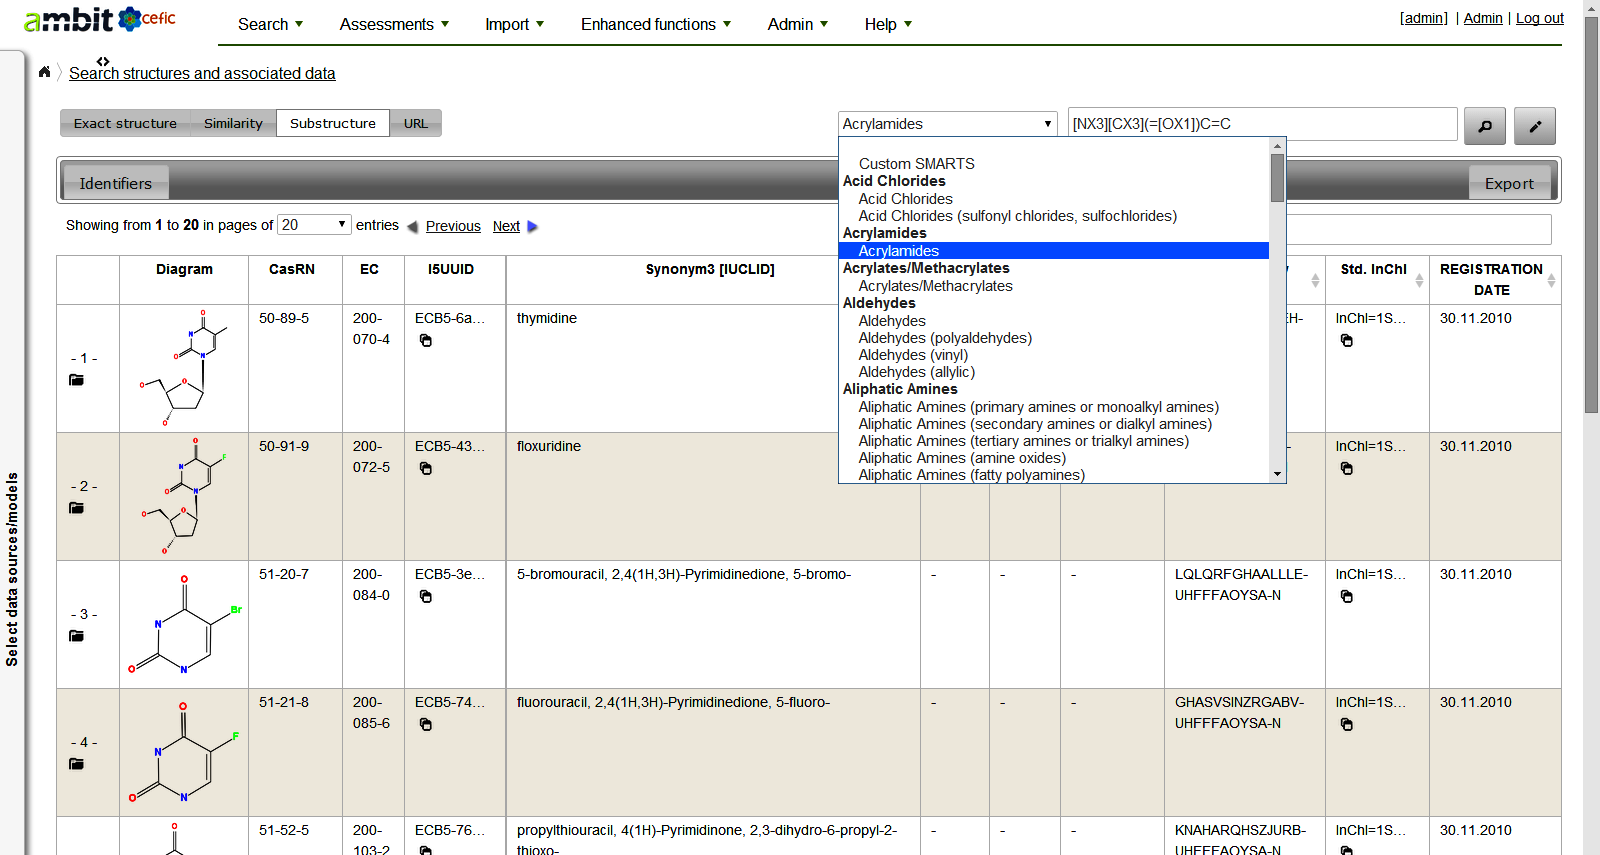 ambit cefic
Search Assessments Import Enhanced functions Admin Help
[admin] | Admin | Log out
Search structures and associated data
Exact structure Similarity Substructure URL
Acrylamides [NX3][CX3](=[OX1])C=C
Custom SMARTS
Acid Chlorides
Acid Chlorides
Acid Chlorides (sulfonyl chlorides, sulfochlorides)
Acrylamides
Acrylamides
Acrylates/Methacrylates
Acrylates/Methacrylates
Aldehydes
Aldehydes
Aldehydes (polyaldehydes)
Aldehydes (vinyl)
Aldehydes (allylic)
Aliphatic Amines
Aliphatic Amines (primary amines or monoalkyl amines)
Aliphatic Amines (secondary amines or dialkyl amines)
Aliphatic Amines (tertiary amines or trialkyl amines)
Aliphatic Amines (amine oxides)
Aliphatic Amines (fatty polyamines)
Identifiers Export
Showing from 1 to 20 in pages of 20 entries Previous Next
Diagram CasRN EC I5UUID Synonym3 [IUCLID] Std. InChI REGISTRATION
DATE
- 1 - 50-89-5 200- ECB5-6a... thymidine EH- InChI=1S... 30.11.2010
070-4
- 2 - 50-91-9 200- ECB5-43... floxuridine InChI=1S... 30.11.2010
072-5
- 3 - 51-20-7 200- ECB5-3e... 5-bromouracil, 2,4(1H,3H)-Pyrimidinedione, 5-bromo- - - - LQLQRFGHAALLLE- InChI=1S... 30.11.2010
084-0 UHFFFAOYSA-N
- 4 - 51-21-8 200- ECB5-74... fluorouracil, 2,4(1H,3H)-Pyrimidinedione, 5-fluoro- - - - GHASVSINZRGABV- InChI=1S... 30.11.2010
085-6 UHFFFAOYSA-N
51-52-5 200- ECB5-76... propylthiouracil, 4(1H)-Pyrimidinone, 2,3-dihydro-6-propyl-2- - - - KNAHARQHSZJURB- InChI=1S... 30.11.2010
103-2 thioxo- UHFFFAOYSA-N
Select data sources/models